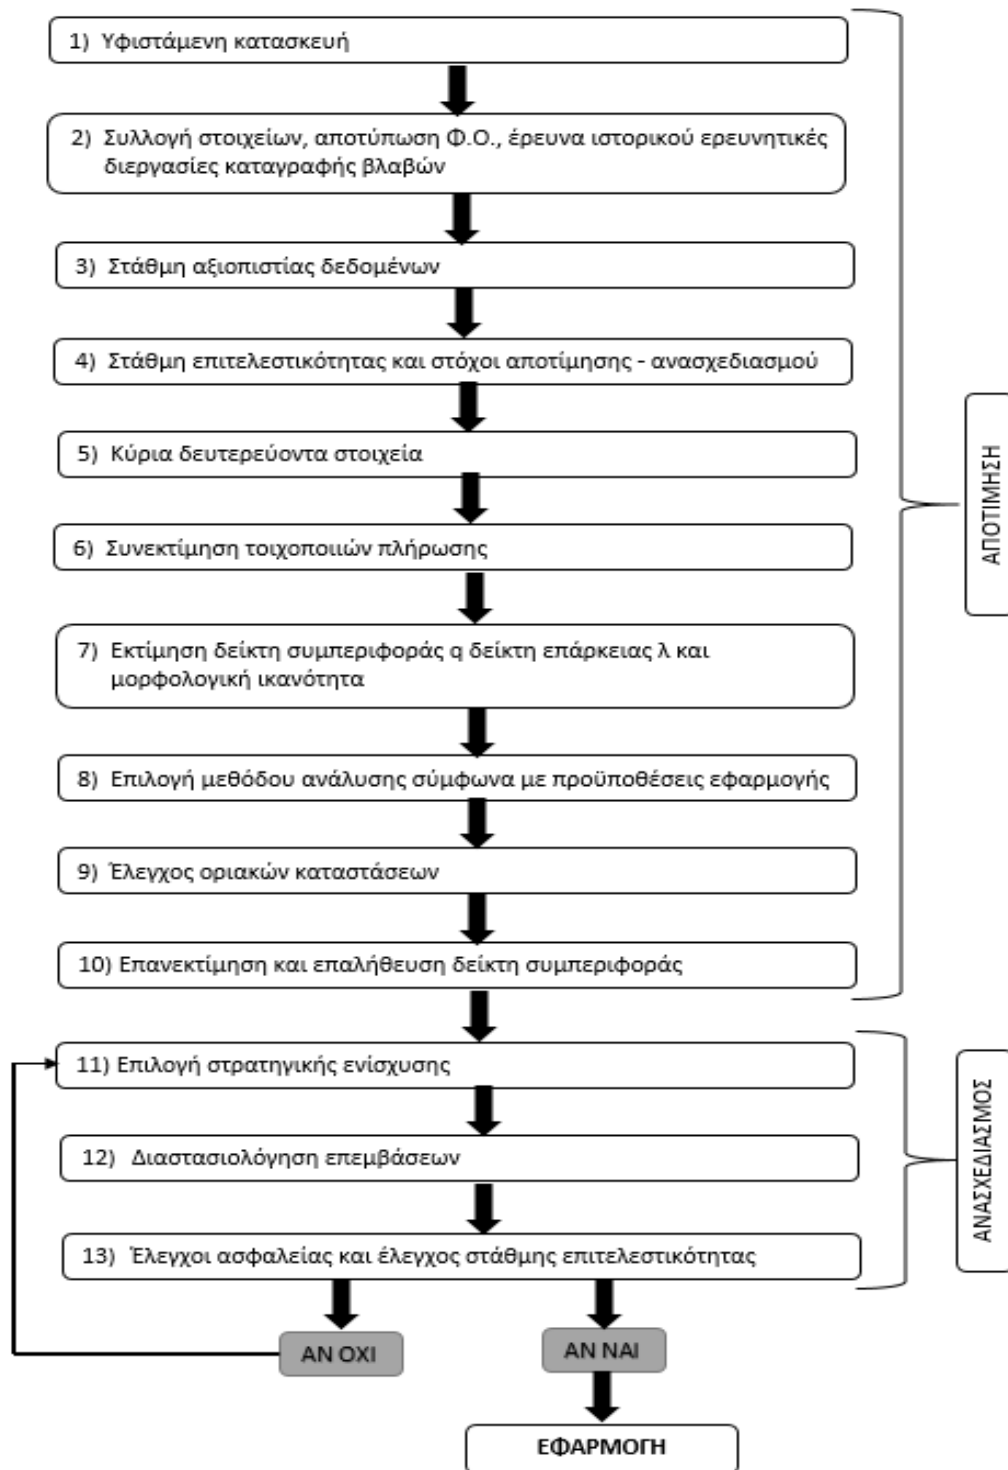 1) Υφιστάμενη κατασκευή
2) Συλλογή στοιχείων, αποτύπωση Φ.Ο., έρευνα ιστορικού ερευνητικές
διεργασίες καταγραφής βλαβών
3) Στάθμη αξιοπιστίας δεδομένων
4) Στάθμη επιτελεστικότητας και στόχοι αποτίμησης - ανασχεδιασμού
5) Κύρια δευτερεύοντα στοιχεία
6) Συνεκτίμηση τοιχοποιιών πλήρωσης
7) Εκτίμηση δείκτη συμπεριφοράς q δείκτη επάρκειας λ και
μορφολογική ικανότητα
8) Επιλογή μεθόδου ανάλυσης σύμφωνα με προϋποθέσεις εφαρμογής
9) Έλεγχος οριακών καταστάσεων
10) Επανεκτίμηση και επαλήθευση δείκτη συμπεριφοράς
ΑΠΟΤΙΜΗΣΗ
11) Επιλογή στρατηγικής ενίσχυσης
12) Διαστασιολόγηση επεμβάσεων
13) Έλεγχοι ασφαλείας και έλεγχος στάθμης επιτελεστικότητας
ΑΝΑΣΧΕΔΙΑΣΜΟΣ
ΑΝ ΟΧΙ
ΑΝ ΝΑΙ
ΕΦΑΡΜΟΓΗ